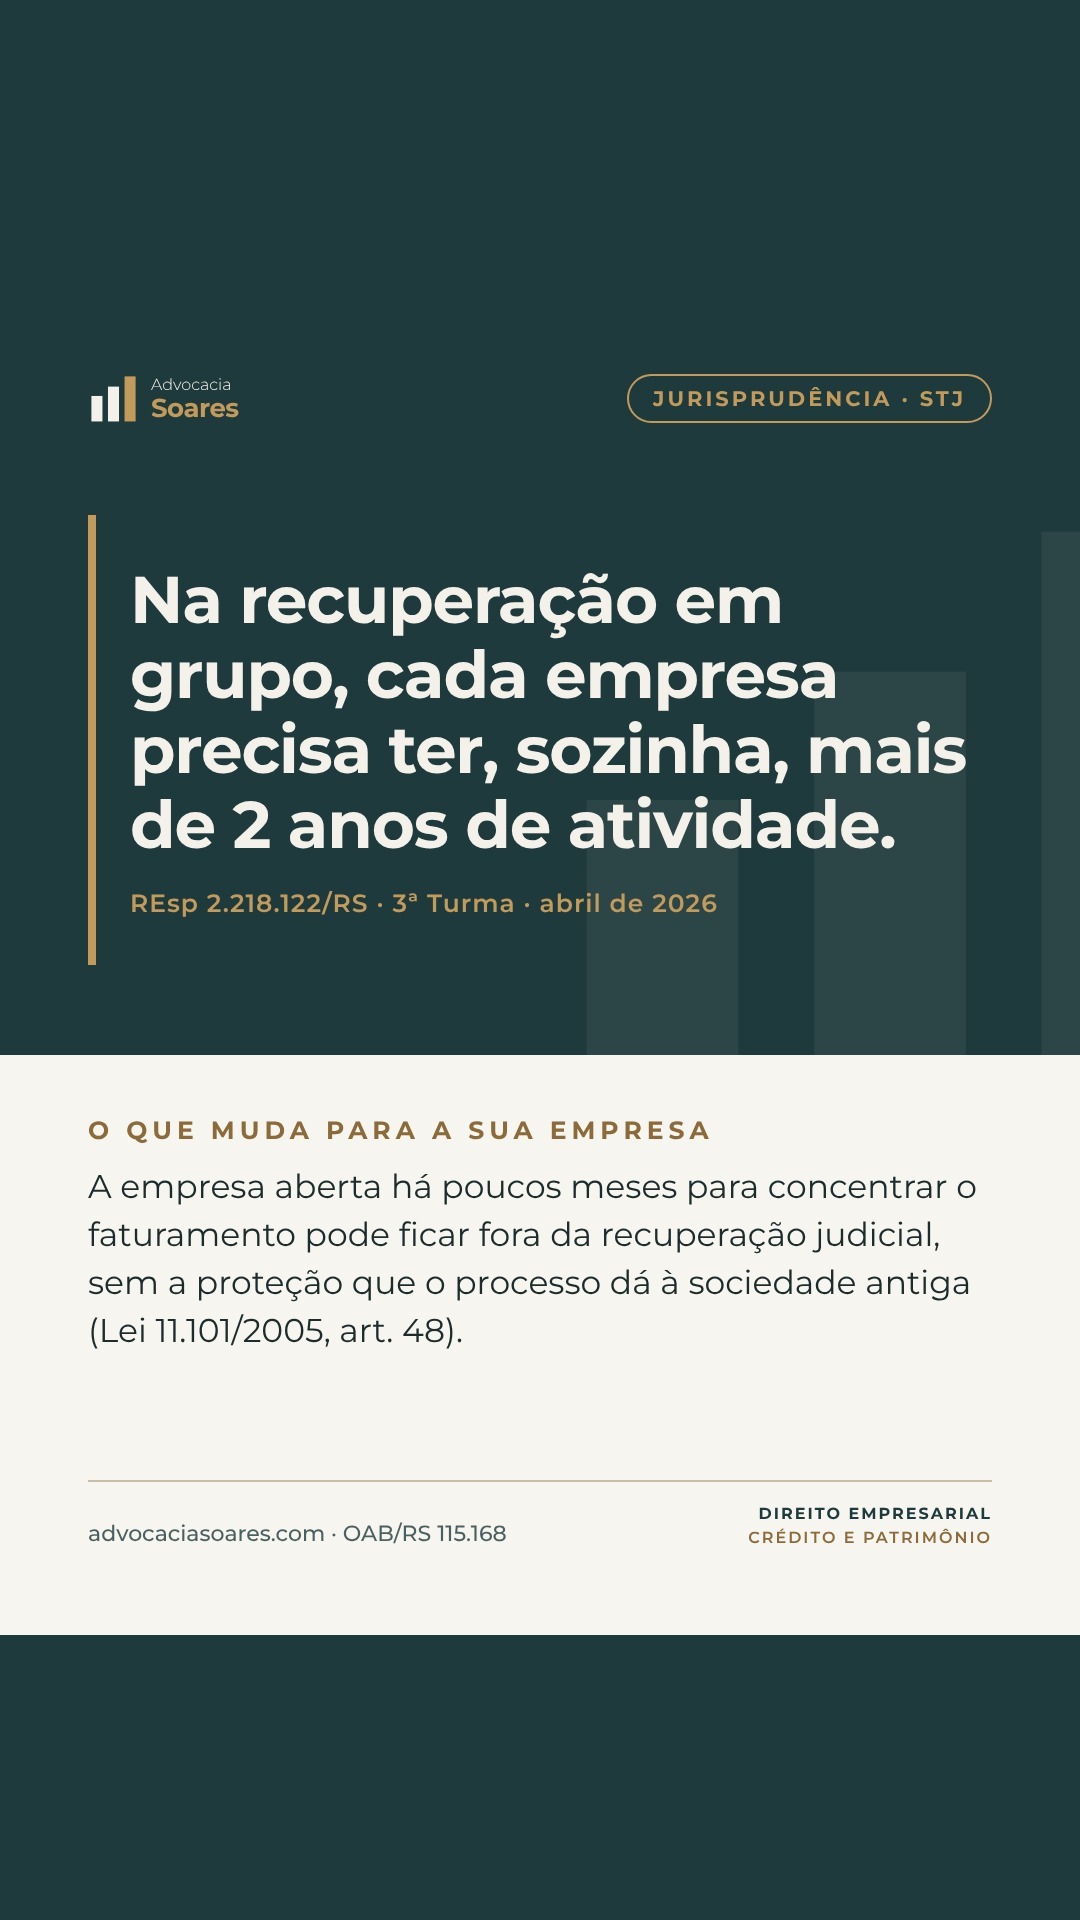 Advocacia
Soares
JURISPRUDÊNCIA · STJ
Na recuperação em
grupo, cada empresa
precisa ter, sozinha, mais
de 2 anos de atividade.
REsp 2.218.122/RS · 3ª Turma · abril de 2026
O QUE MUDA PARA A SUA EMPRESA
A empresa aberta há poucos meses para concentrar o
faturamento pode ficar fora da recuperação judicial,
sem a proteção que o processo dá à sociedade antiga
(Lei 11.101/2005, art. 48).
advocaciasoares.com · OAB/RS 115.168
DIREITO EMPRESARIAL
CRÉDITO E PATRIMÔNIO